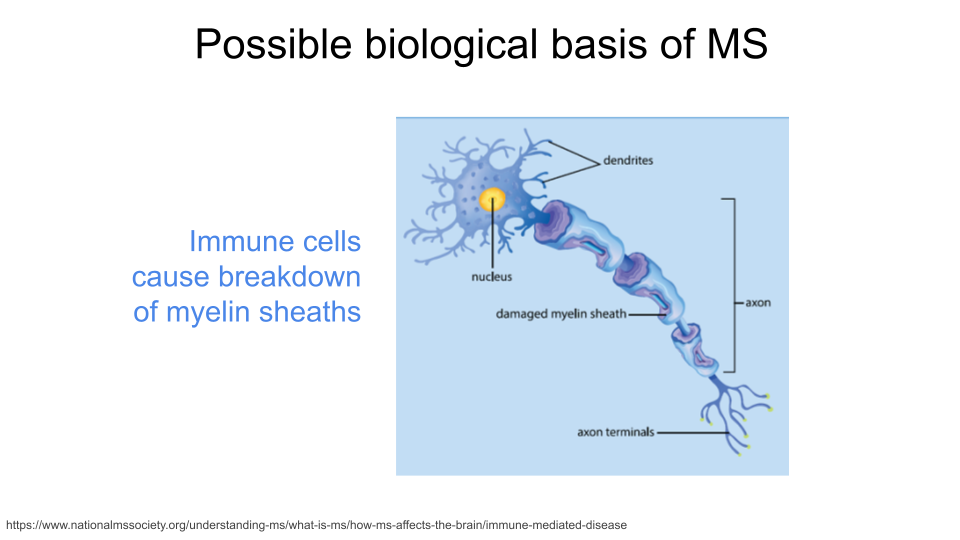 Possible biological basis of MS
dendrites
Immune cells
cause breakdown
of myelin sheaths
nucleus
axon
damaged myelin sheath
axon terminals
https://www.nationalmssociety.org/understanding-ms/what-is-ms/how-ms-affects-the-brain/immune-mediated-disease